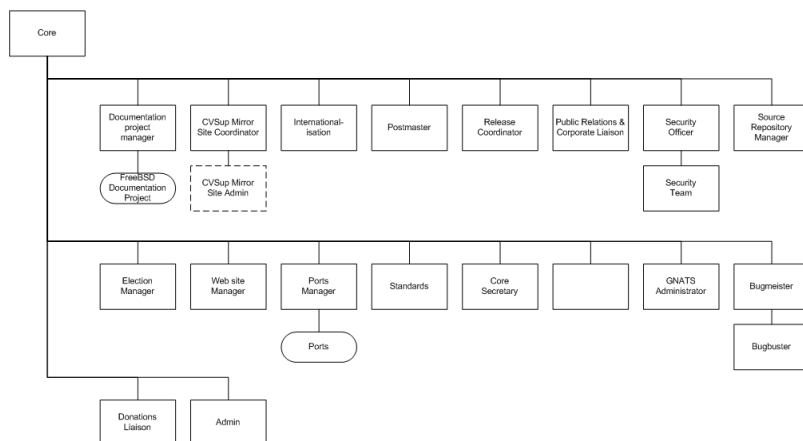 Core
Documentation
project
manager
CVSup Mirror
Site Coordinator
International-
isation
Postmaster
Release
Coordinator
Public Relations &
Corporate Liaison
Security
Officer
Source
Repository
Manager
FreeBSD
Documentation
Project
CVSup Mirror
Site Admin
Security
Team
Election
Manager
Web site
Manager
Ports
Manager
Standards
Core
Secretary
GNATS
Administrator
Bugmeister
Ports
Bugbuster
Donations
Liaison
Admin